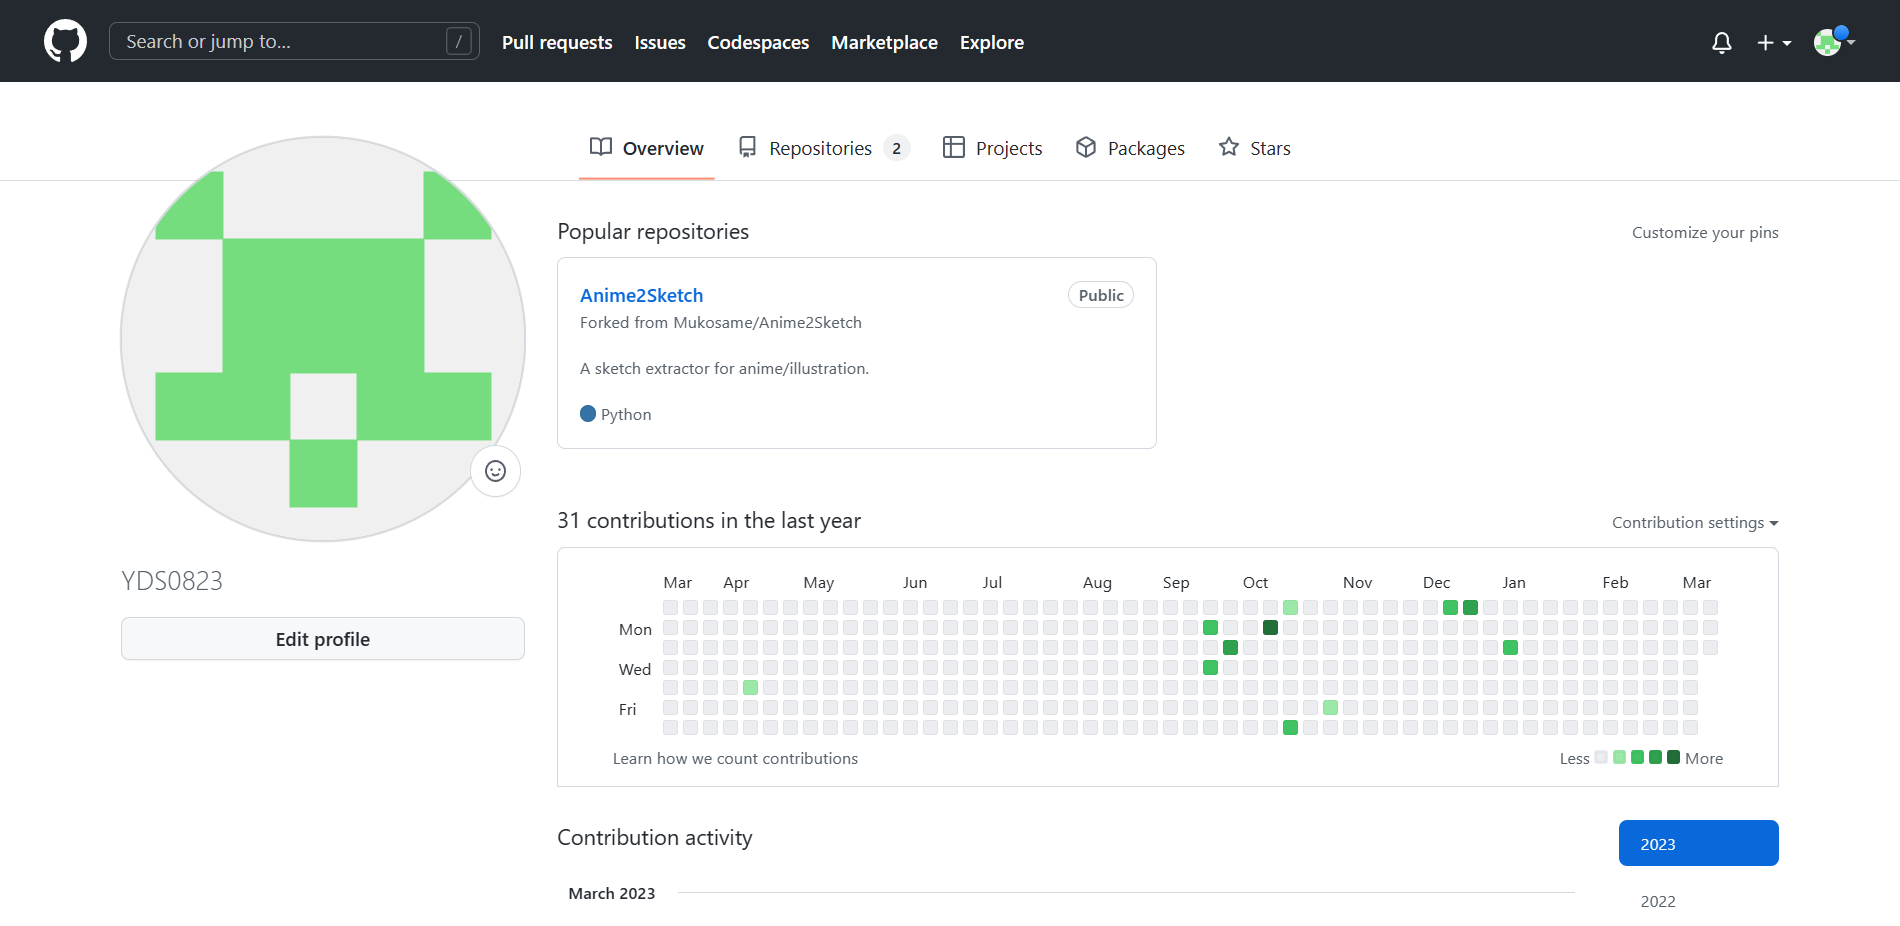 Search or jump to... / Pull requests Issues Codespaces Marketplace Explore
Overview Repositories 2 Projects Packages Stars
Popular repositories Customize your pins
Anime2Sketch Public
Forked from Mukosame/Anime2Sketch
A sketch extractor for anime/illustration.
Python
31 contributions in the last year Contribution settings
YDS0823
Edit profile
Mar Apr May Jun Jul Aug Sep Oct Nov Dec Jan Feb Mar
Mon
Wed
Fri
Learn how we count contributions Less More
Contribution activity
2023
March 2023
2022